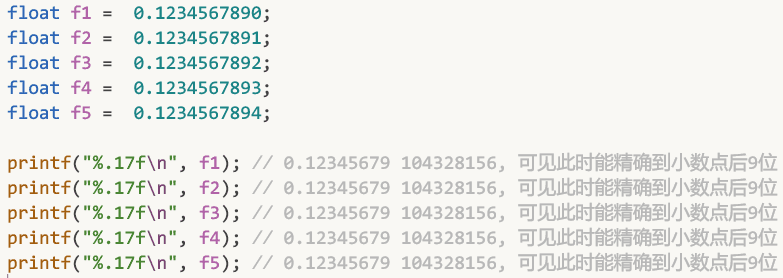 float f1 =  0.1234567890;
float f2 =  0.1234567891;
float f3 =  0.1234567892;
float f4 =  0.1234567893;
float f5 =  0.1234567894;
printf("%.17f\n", f1); // 0.12345679 104328156, 可见此时能精确到小数点后9位
printf("%.17f\n", f2); // 0.12345679 104328156, 可见此时能精确到小数点后9位
printf("%.17f\n", f3); // 0.12345679 104328156, 可见此时能精确到小数点后9位
printf("%.17f\n", f4); // 0.12345679 104328156, 可见此时能精确到小数点后9位
printf("%.17f\n", f5); // 0.12345679 104328156, 可见此时能精确到小数点后9位